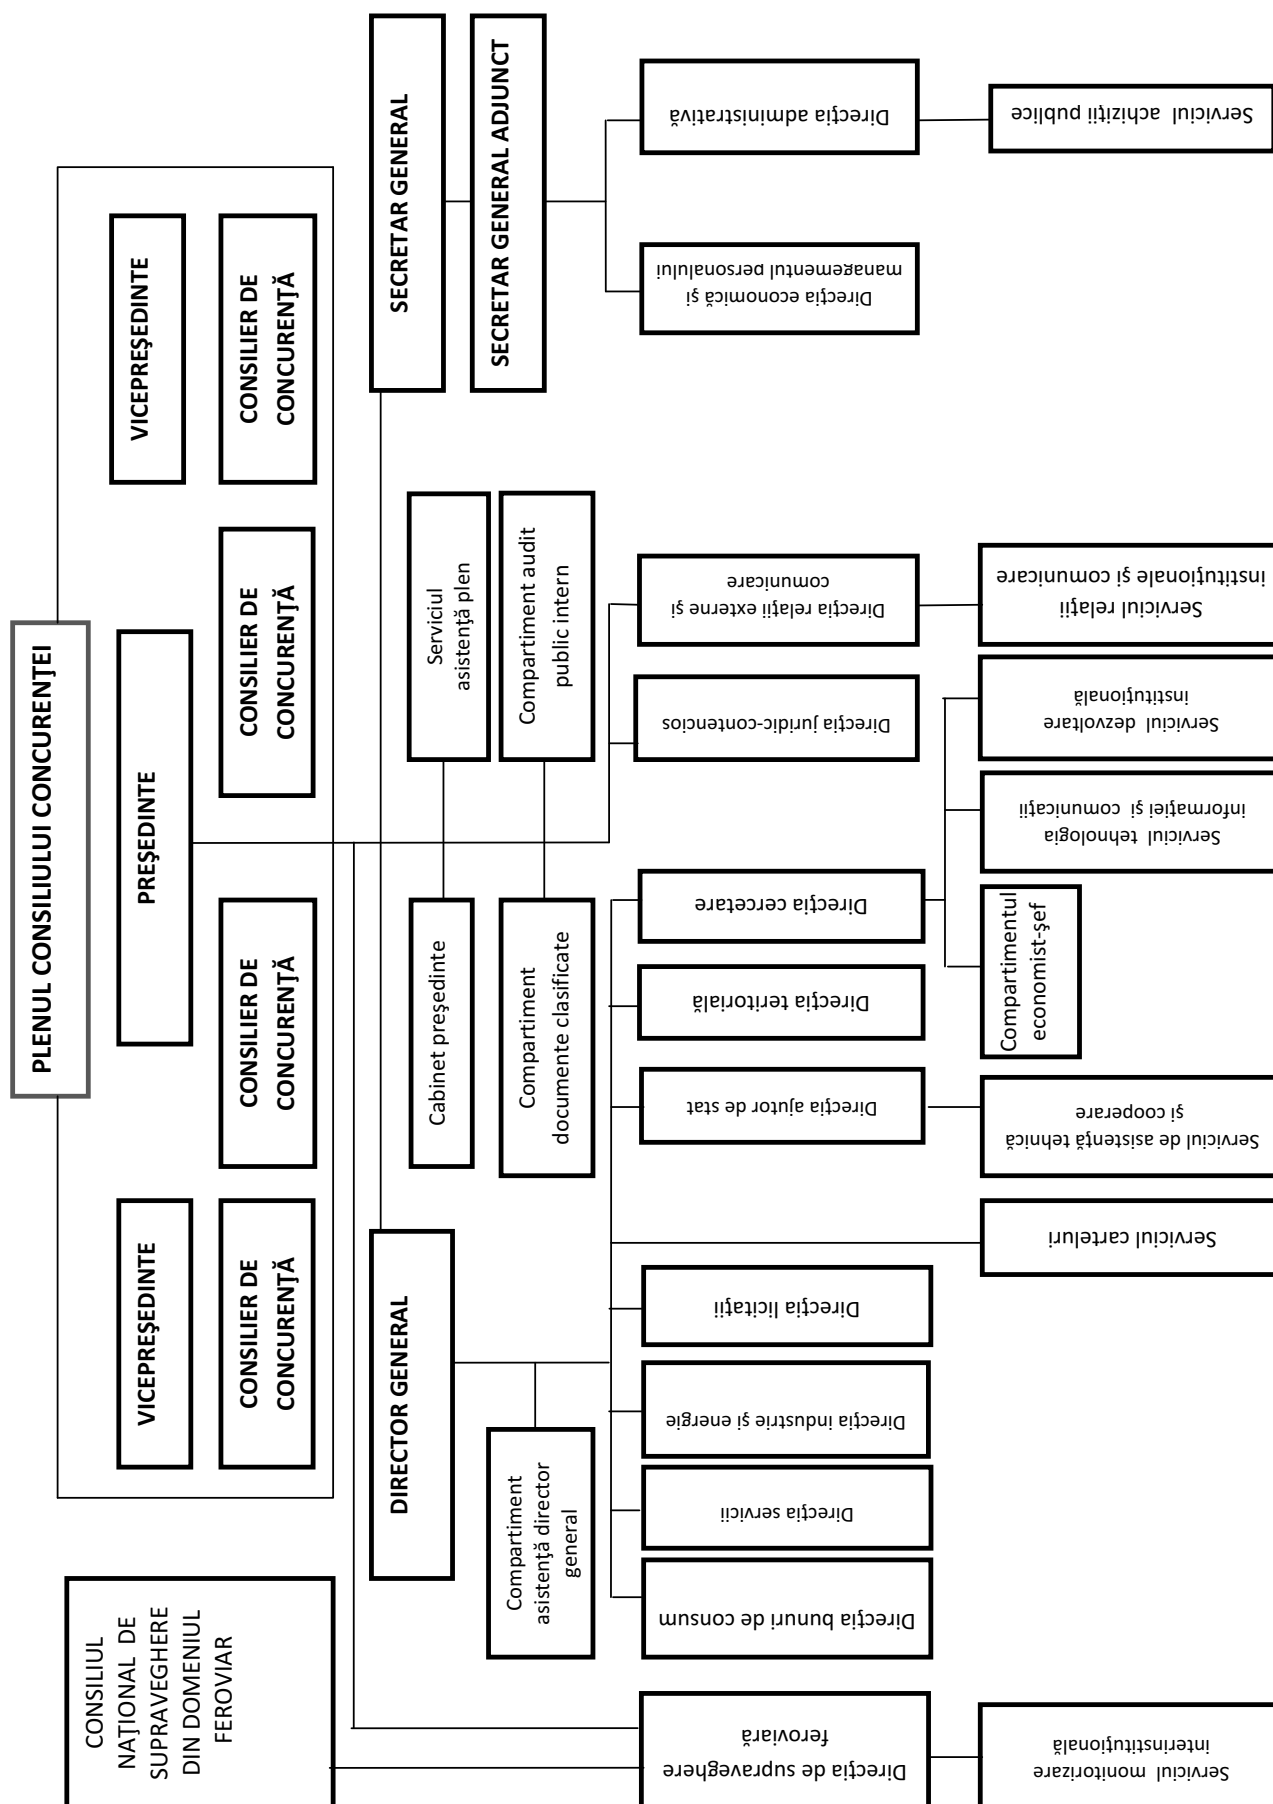 PLENUL CONSILIULUI CONCURENŢEI
CONSILIUL
NAŢIONAL DE
SUPRAVEGHERE
DIN DOMENIUL
FEROVIAR
VICEPREŞEDINTE
PREŞEDINTE
VICEPREŞEDINTE
CONSILIER DE
CONCURENŢĂ
CONSILIER DE
CONCURENŢĂ
CONSILIER DE
CONCURENŢĂ
CONSILIER DE
CONCURENŢĂ
DIRECTOR GENERAL
SECRETAR GENERAL
Cabinet preşedinte
Serviciul
asistenţă plen
SECRETAR GENERAL ADJUNCT
Compartiment
asistenţă director
general
Compartiment
documente clasificate
Compartiment audit
public intern
Direcţia de supraveghere
feroviară
Direcţia de bunuri de consum
Direcţia servicii
Direcţia industrie şi energie
Direcţia licitaţii
Direcţia ajutor de stat
Direcţia teritorială
Direcţia cercetare
Direcţia juridic-contencios
Direcţia relaţii externe şi
comunicare
Direcţia economică şi
managementul personalului
Direcţia administrativă
Serviciul monitorizare
interinstituţională
Serviciul carteluri
Serviciul de asistenţă tehnică
şi cooperare
Compartimentul
economist-şef
Serviciul tehnologia
informaţiei şi comunicaţii
Serviciul dezvoltare
instituţională
Serviciul relaţii
instituţionale şi comunicare
Serviciul achiziţii publice